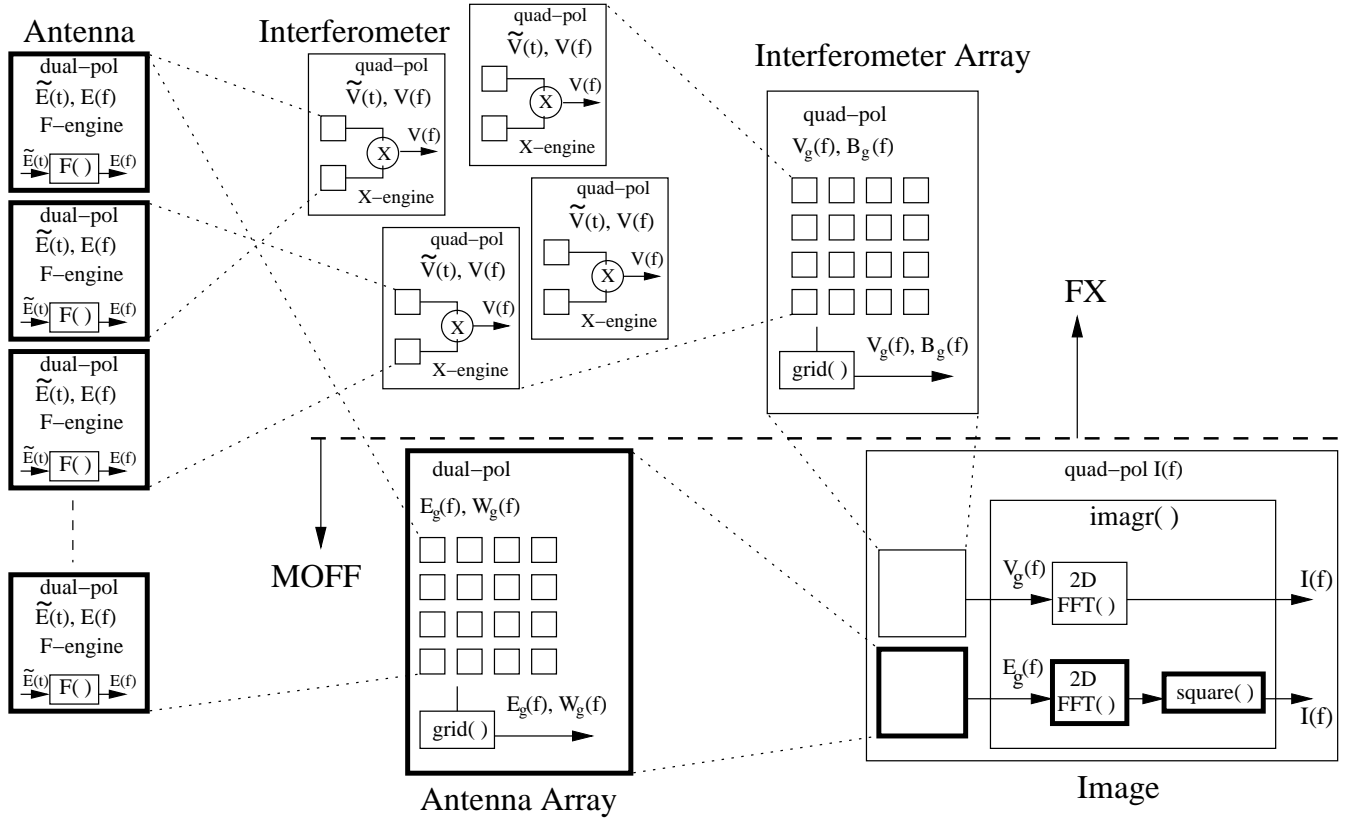 Antenna
dual−pol
Ẽ(t), E(f)
F−engine
Ẽ(t)
F( )
E(f)
dual−pol
Ẽ(t), E(f)
F−engine
Ẽ(t)
F( )
E(f)
dual−pol
Ẽ(t), E(f)
F−engine
Ẽ(t)
F( )
E(f)
dual−pol
Ẽ(t), E(f)
F−engine
Ẽ(t)
F( )
E(f)
Interferometer
quad−pol
Ṽ(t), V(f)
X
V(f)
X−engine
quad−pol
Ṽ(t), V(f)
X
V(f)
X−engine
quad−pol
Ṽ(t), V(f)
X
V(f)
X−engine
quad−pol
Ṽ(t), V(f)
X
V(f)
X−engine
Interferometer Array
quad−pol
V_g(f), B_g(f)
V_g(f), B_g(f)
grid( )
FX
MOFF
dual−pol
E_g(f), W_g(f)
E_g(f), W_g(f)
grid( )
Antenna Array
quad−pol I(f)
imagr( )
V_g(f)
2D
FFT( )
I(f)
E_g(f)
2D
FFT( )
square( )
I(f)
Image